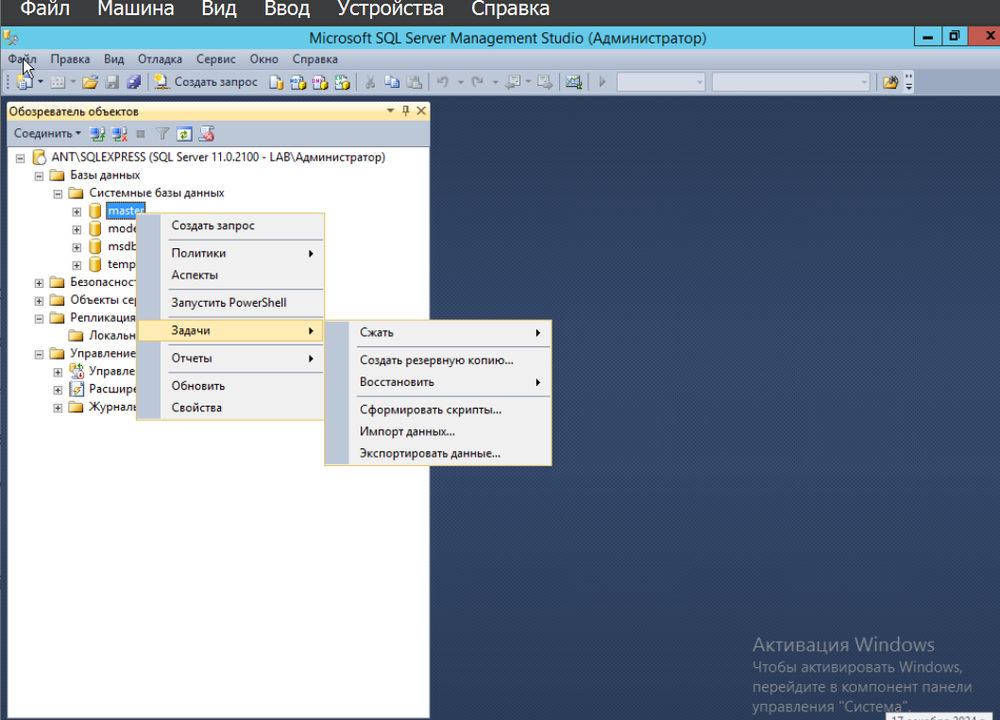 Файл Машина Вид Ввод Устройства Справка
Microsoft SQL Server Management Studio (Администратор)
Файл Правка Вид Отладка Сервис Окно Справка
Создать запрос
Обозреватель объектов
Соединить
ANT\SQLEXPRESS (SQL Server 11.0.2100 - LAB\Администратор)
Базы данных
Системные базы данных
master
mode
msdb
temp
Безопасност
Объекты сер
Репликация
Локальн
Управление
Управле
Расшире
Журналь
Создать запрос
Политики
Аспекты
Запустить PowerShell
Задачи
Отчеты
Обновить
Свойства
Сжать
Создать резервную копию...
Восстановить
Сформировать скрипты...
Импорт данных...
Экспортировать данные...
Активация Windows
Чтобы активировать Windows,
перейдите в компонент панели
управления "Система".